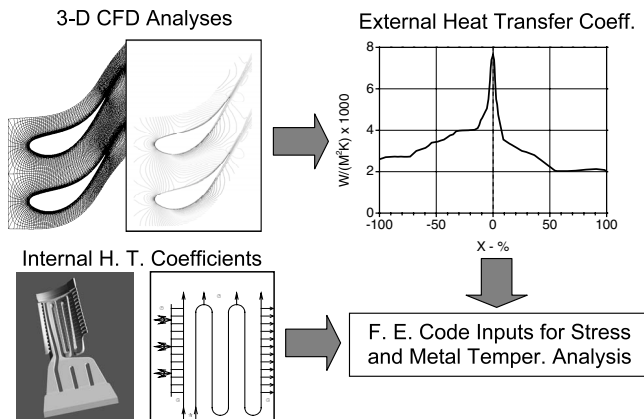 3-D CFD Analyses
External Heat Transfer Coeff.
8
6
4
2
0
W/(M²K) x 1000
-100
-50
0
50
100
X - %
Internal H. T. Coefficients
F. E. Code Inputs for Stress
and Metal Temper. Analysis